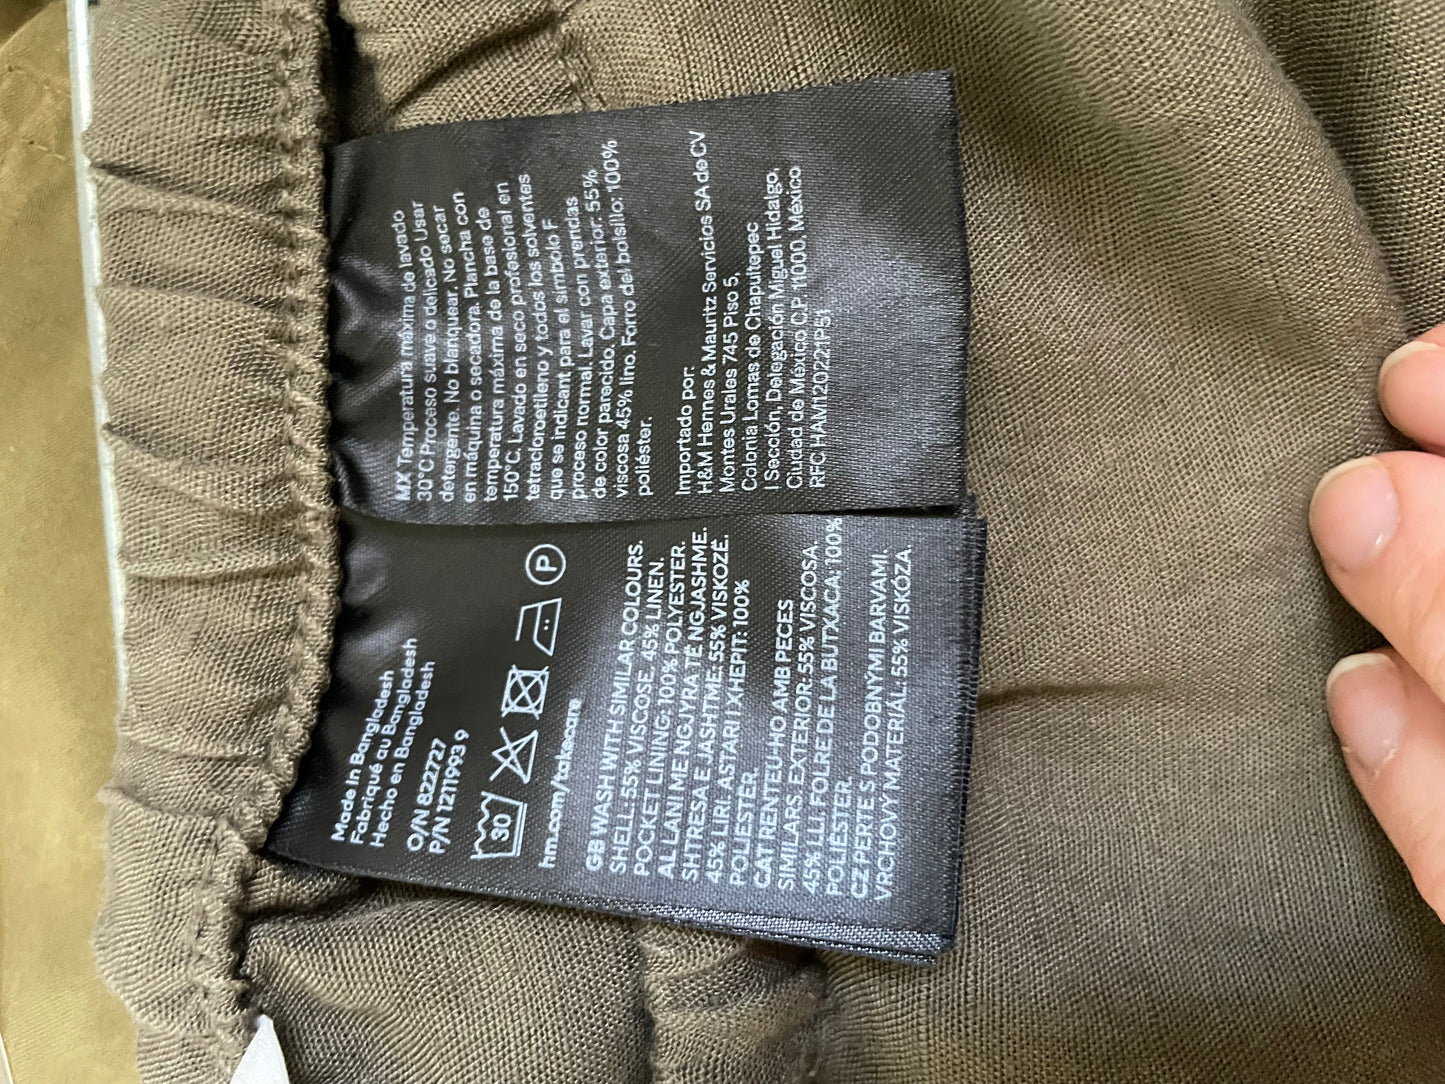 Made in Bangladesh
Fabriqué au Bangladesh
Hecho en Bangladesh
O/N 822727
P/N 1211993 9
30
P
hm.com/takecare
GB WASH WITH SIMILAR COLOURS.
SHELL: 55% VISCOSE, 45% LINEN.
POCKET LINING: 100% POLYESTER.
AL LANI ME NGJYRA TË NGJASHME.
SHTRESA E JASHTME: 55% VISKOZË,
45% LIRI. ASTARI I XHEPIT: 100%
POLIESTER.
CAT RENTEU-HO AMB PECES
SIMILARS. EXTERIOR: 55% VISCOSA.
45% LLI. FOLRE DE LA BUTXACA: 100%
POLIÈSTER.
CZ PERTE S PODOBNÝMI BARVAMI.
VRCHOVÝ MATERIÁL: 55% VISKÓZA.
MX Temperatura máxima de lavado
30°C Proceso suave o delicado Usar
detergente. No blanquear. No secar
en máquina o secadora. Plancha con
temperatura máxima de la base de
150°C. Lavado en seco profesional en
tetracloroetileno y todos los solventes
que se indicant para el símbolo F
proceso normal. Lavar con prendas
de color parecido. Capa exterior: 55%
viscosa 45% lino. Forro del bolsillo: 100%
poliéster.
Importado por:
H&M Hennes & Mauritz Servicios SA de CV
Montes Urales 745 Piso 5,
Colonia Lomas de Chapultepec
I Sección, Delegación Miguel Hidalgo,
Ciudad de México C.P. 11000, México
RFC HAM120221P51